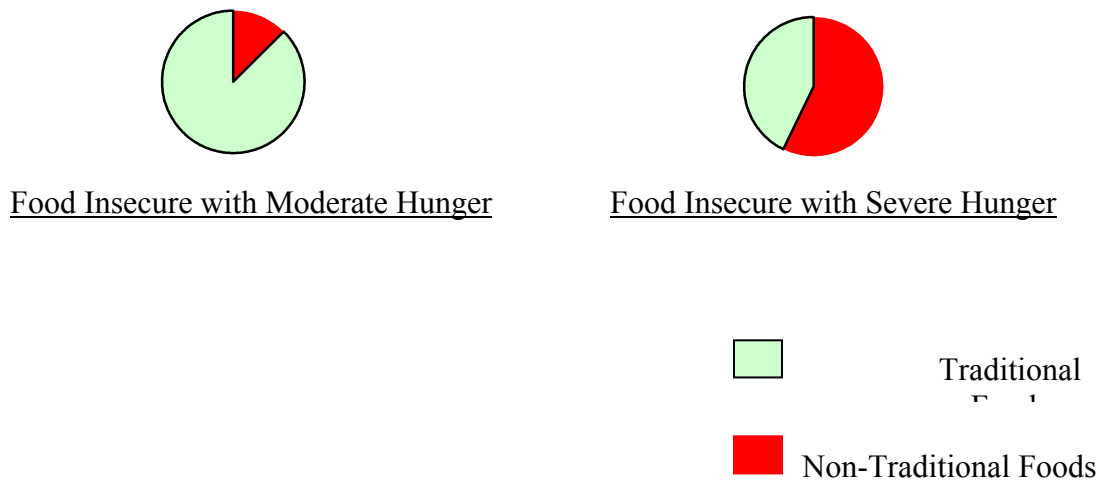 Food Insecure with Moderate Hunger
Food Insecure with Severe Hunger
Traditional
Non-Traditional Foods